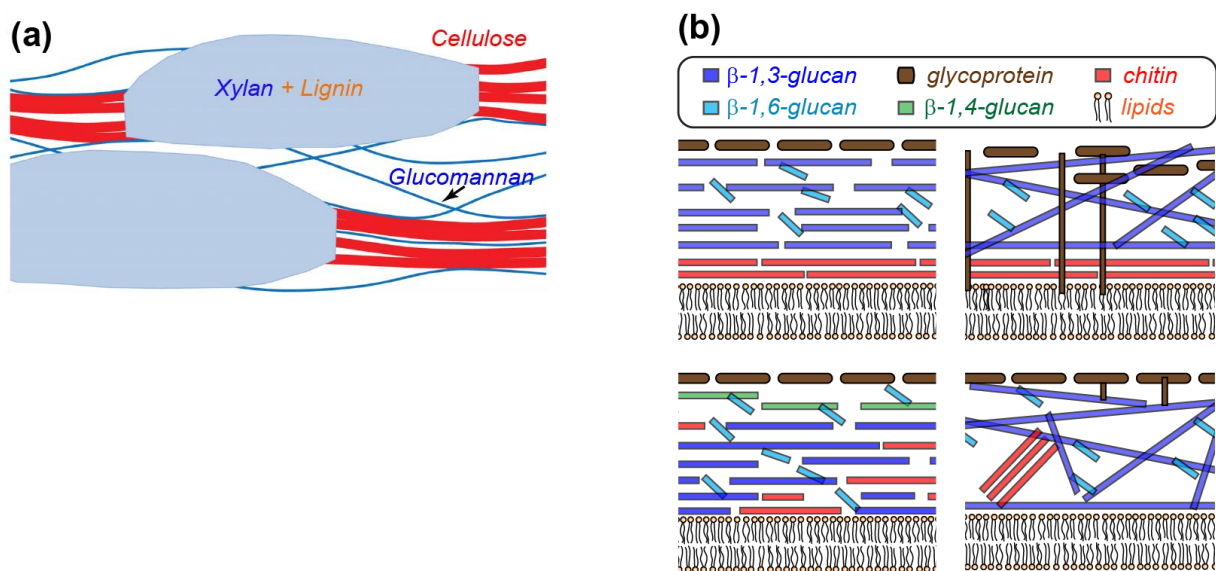 (a)
Cellulose
Xylan + Lignin
Glucomannan
(b)
β-1,3-glucan glycoprotein chitin
β-1,6-glucan β-1,4-glucan lipids